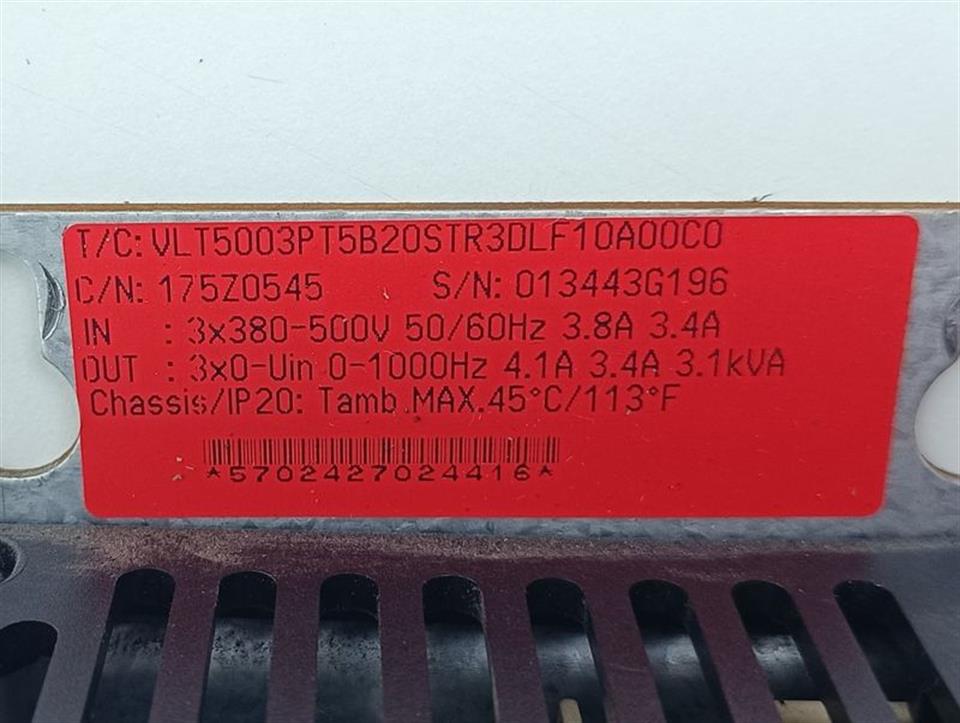 T/C: VLT5003PT5B20STR3DLF10A00C0
C/N: 175Z0545 S/N: 013443G196
IN : 3x380-500V 50/60Hz 3.8A 3.4A
OUT : 3x0-Uin 0-1000Hz 4.1A 3.4A 3.1kVA
Chassis/IP20: Tamb MAX.45°C/113°F
*5702427024416*